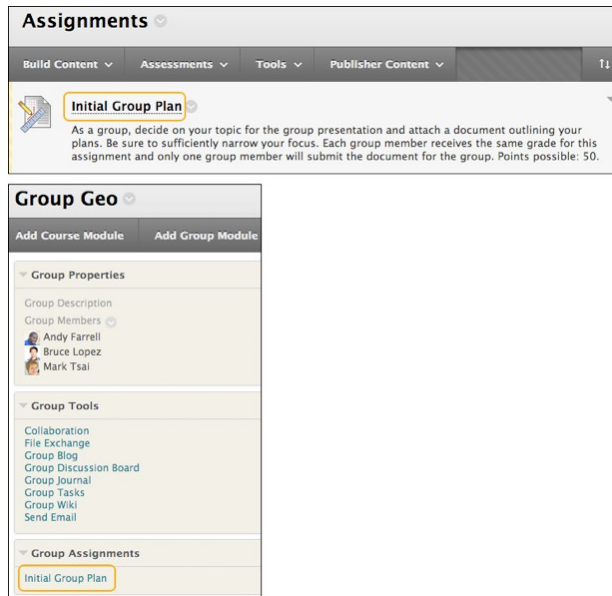 Assignments
Build Content Assessments Tools Publisher Content
Initial Group Plan
As a group, decide on your topic for the group presentation and attach a document outlining your
plans. Be sure to sufficiently narrow your focus. Each group member receives the same grade for this
assignment and only one group member will submit the document for the group. Points possible: 50.
Group Geo
Add Course Module Add Group Module
Group Properties
Group Description
Group Members
Andy Farrell
Bruce Lopez
Mark Tsai
Group Tools
Collaboration
File Exchange
Group Blog
Group Discussion Board
Group Journal
Group Tasks
Group Wiki
Send Email
Group Assignments
Initial Group Plan